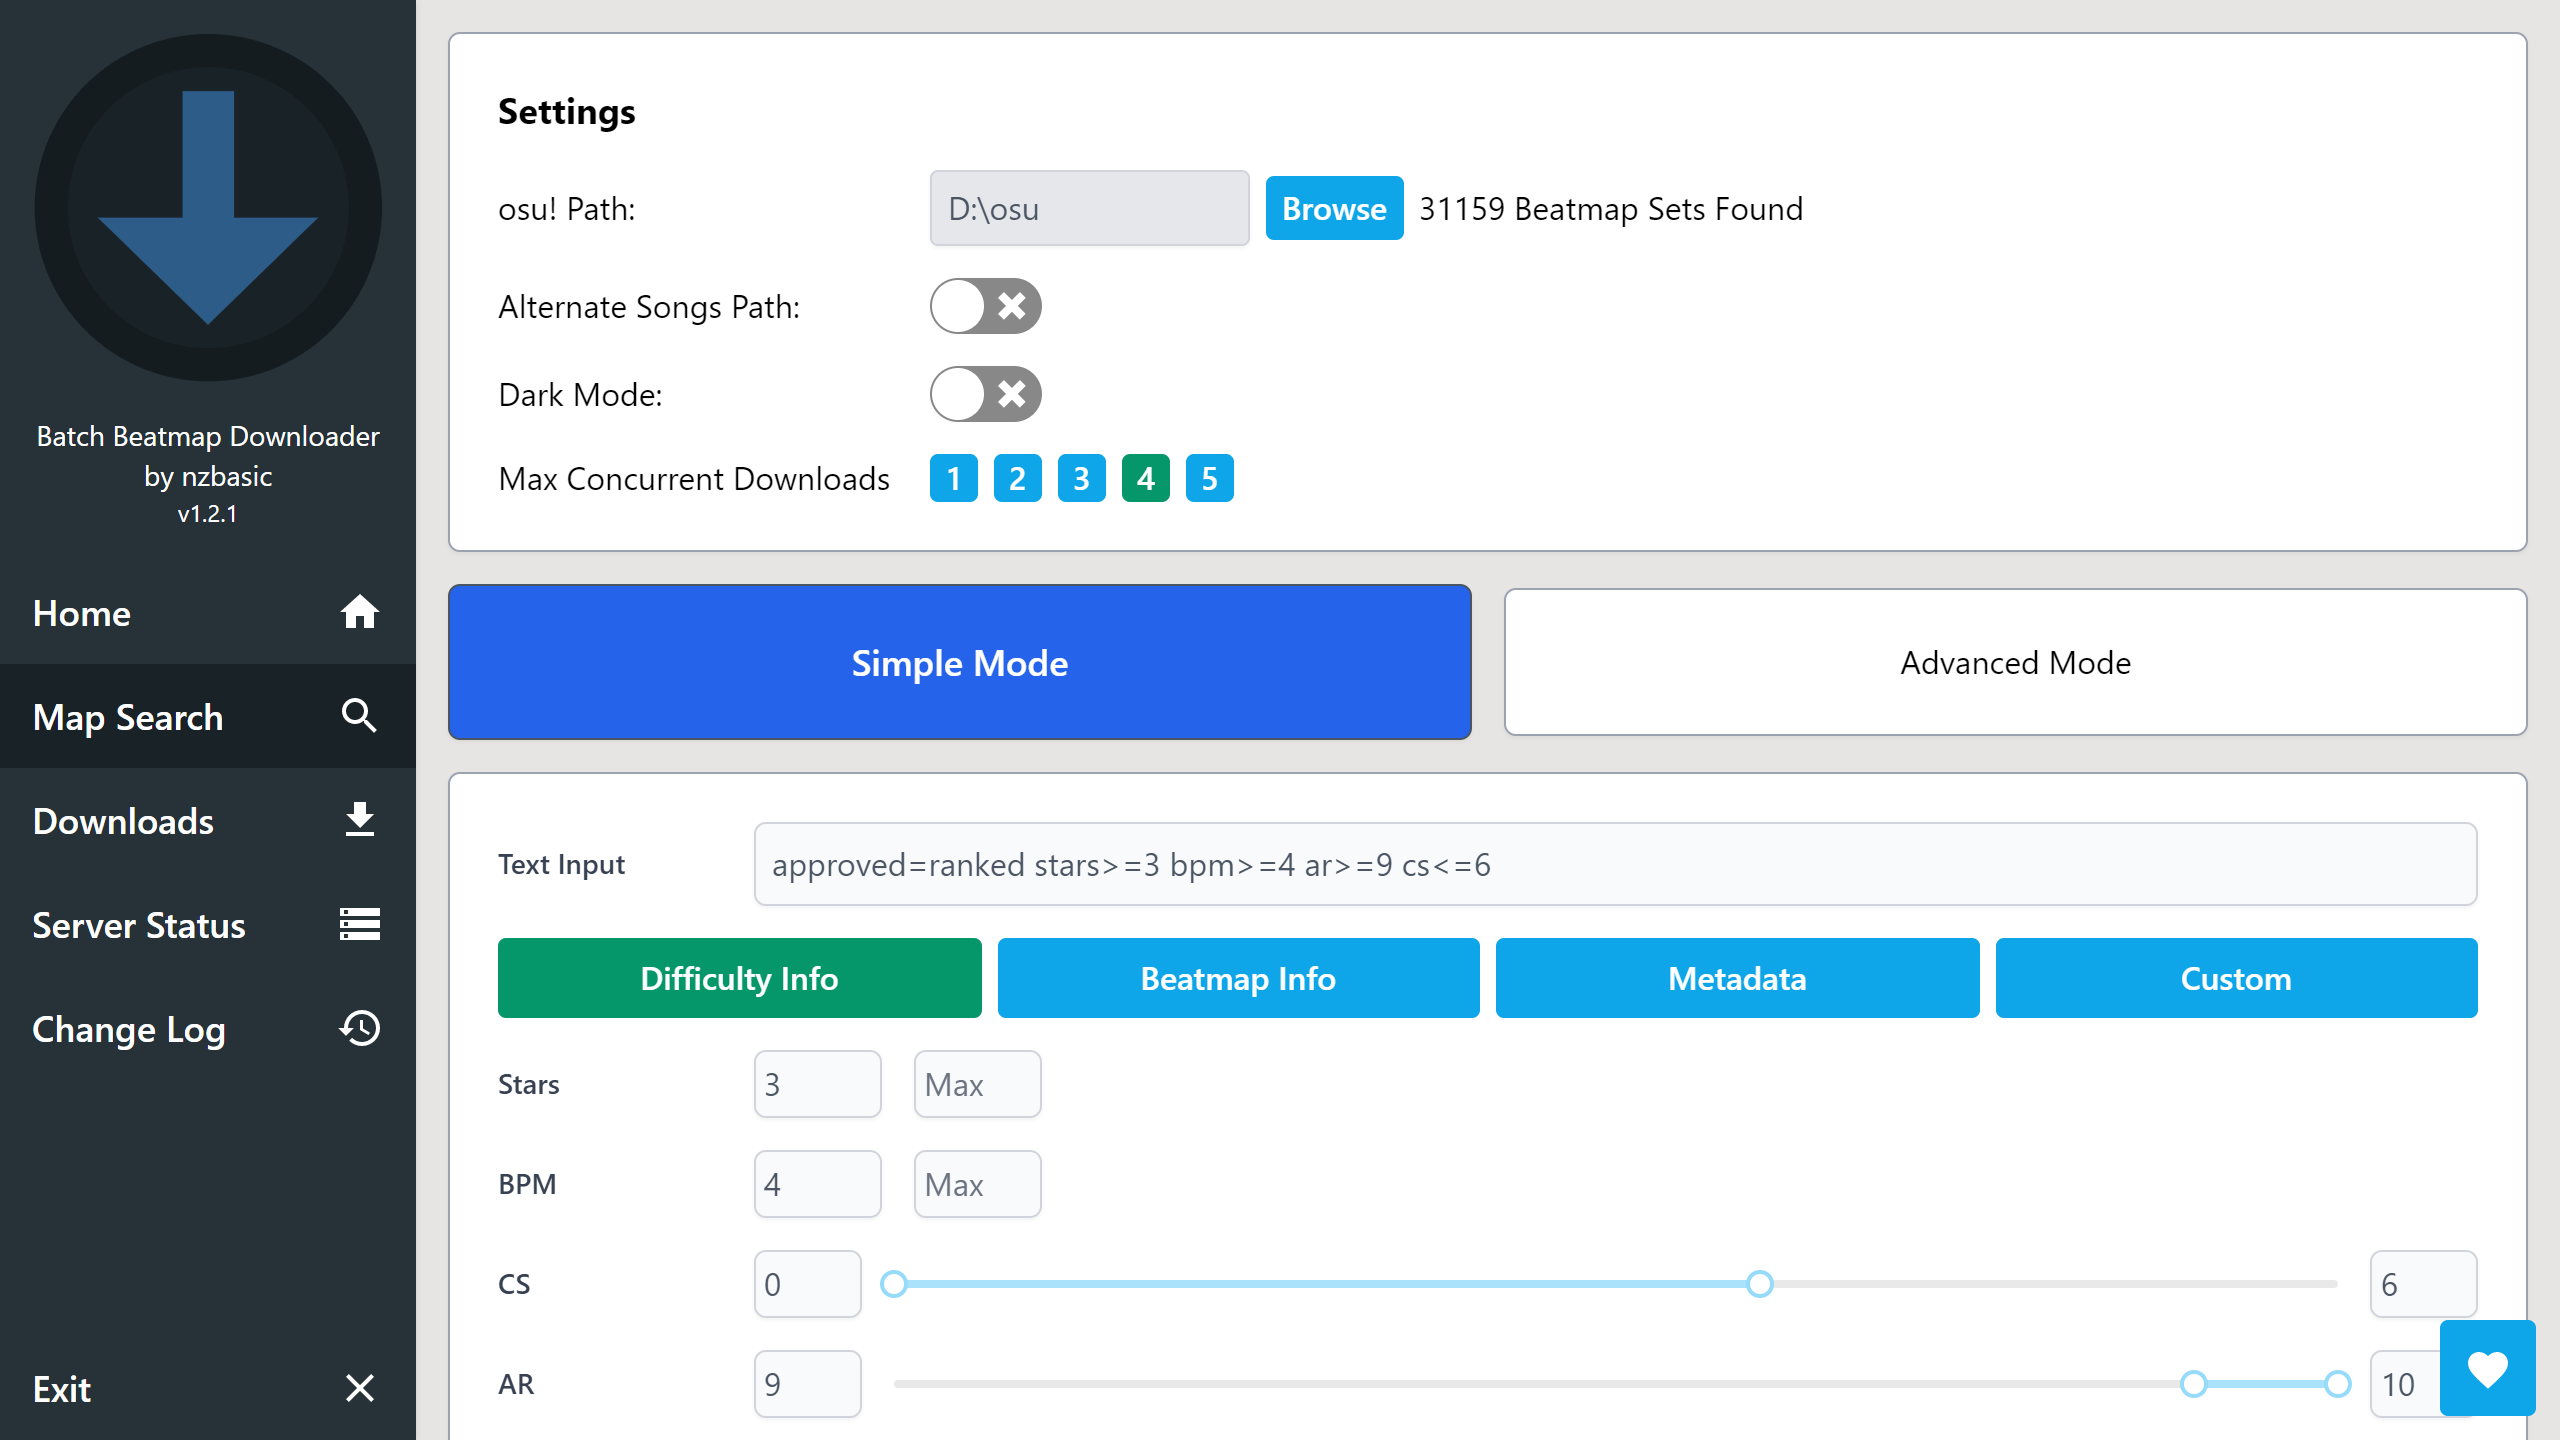 Batch Beatmap Downloader
by nzbasic
v1.2.1
Home
Map Search
Downloads
Server Status
Change Log
Exit
Settings
osu! Path:
D:\osu
Browse
31159 Beatmap Sets Found
Alternate Songs Path:
Dark Mode:
Max Concurrent Downloads
1 2 3 4 5
Simple Mode
Advanced Mode
Text Input
approved=ranked stars>=3 bpm>=4 ar>=9 cs<=6
Difficulty Info
Beatmap Info
Metadata
Custom
Stars
3
Max
BPM
4
Max
CS
0
6
AR
9
10